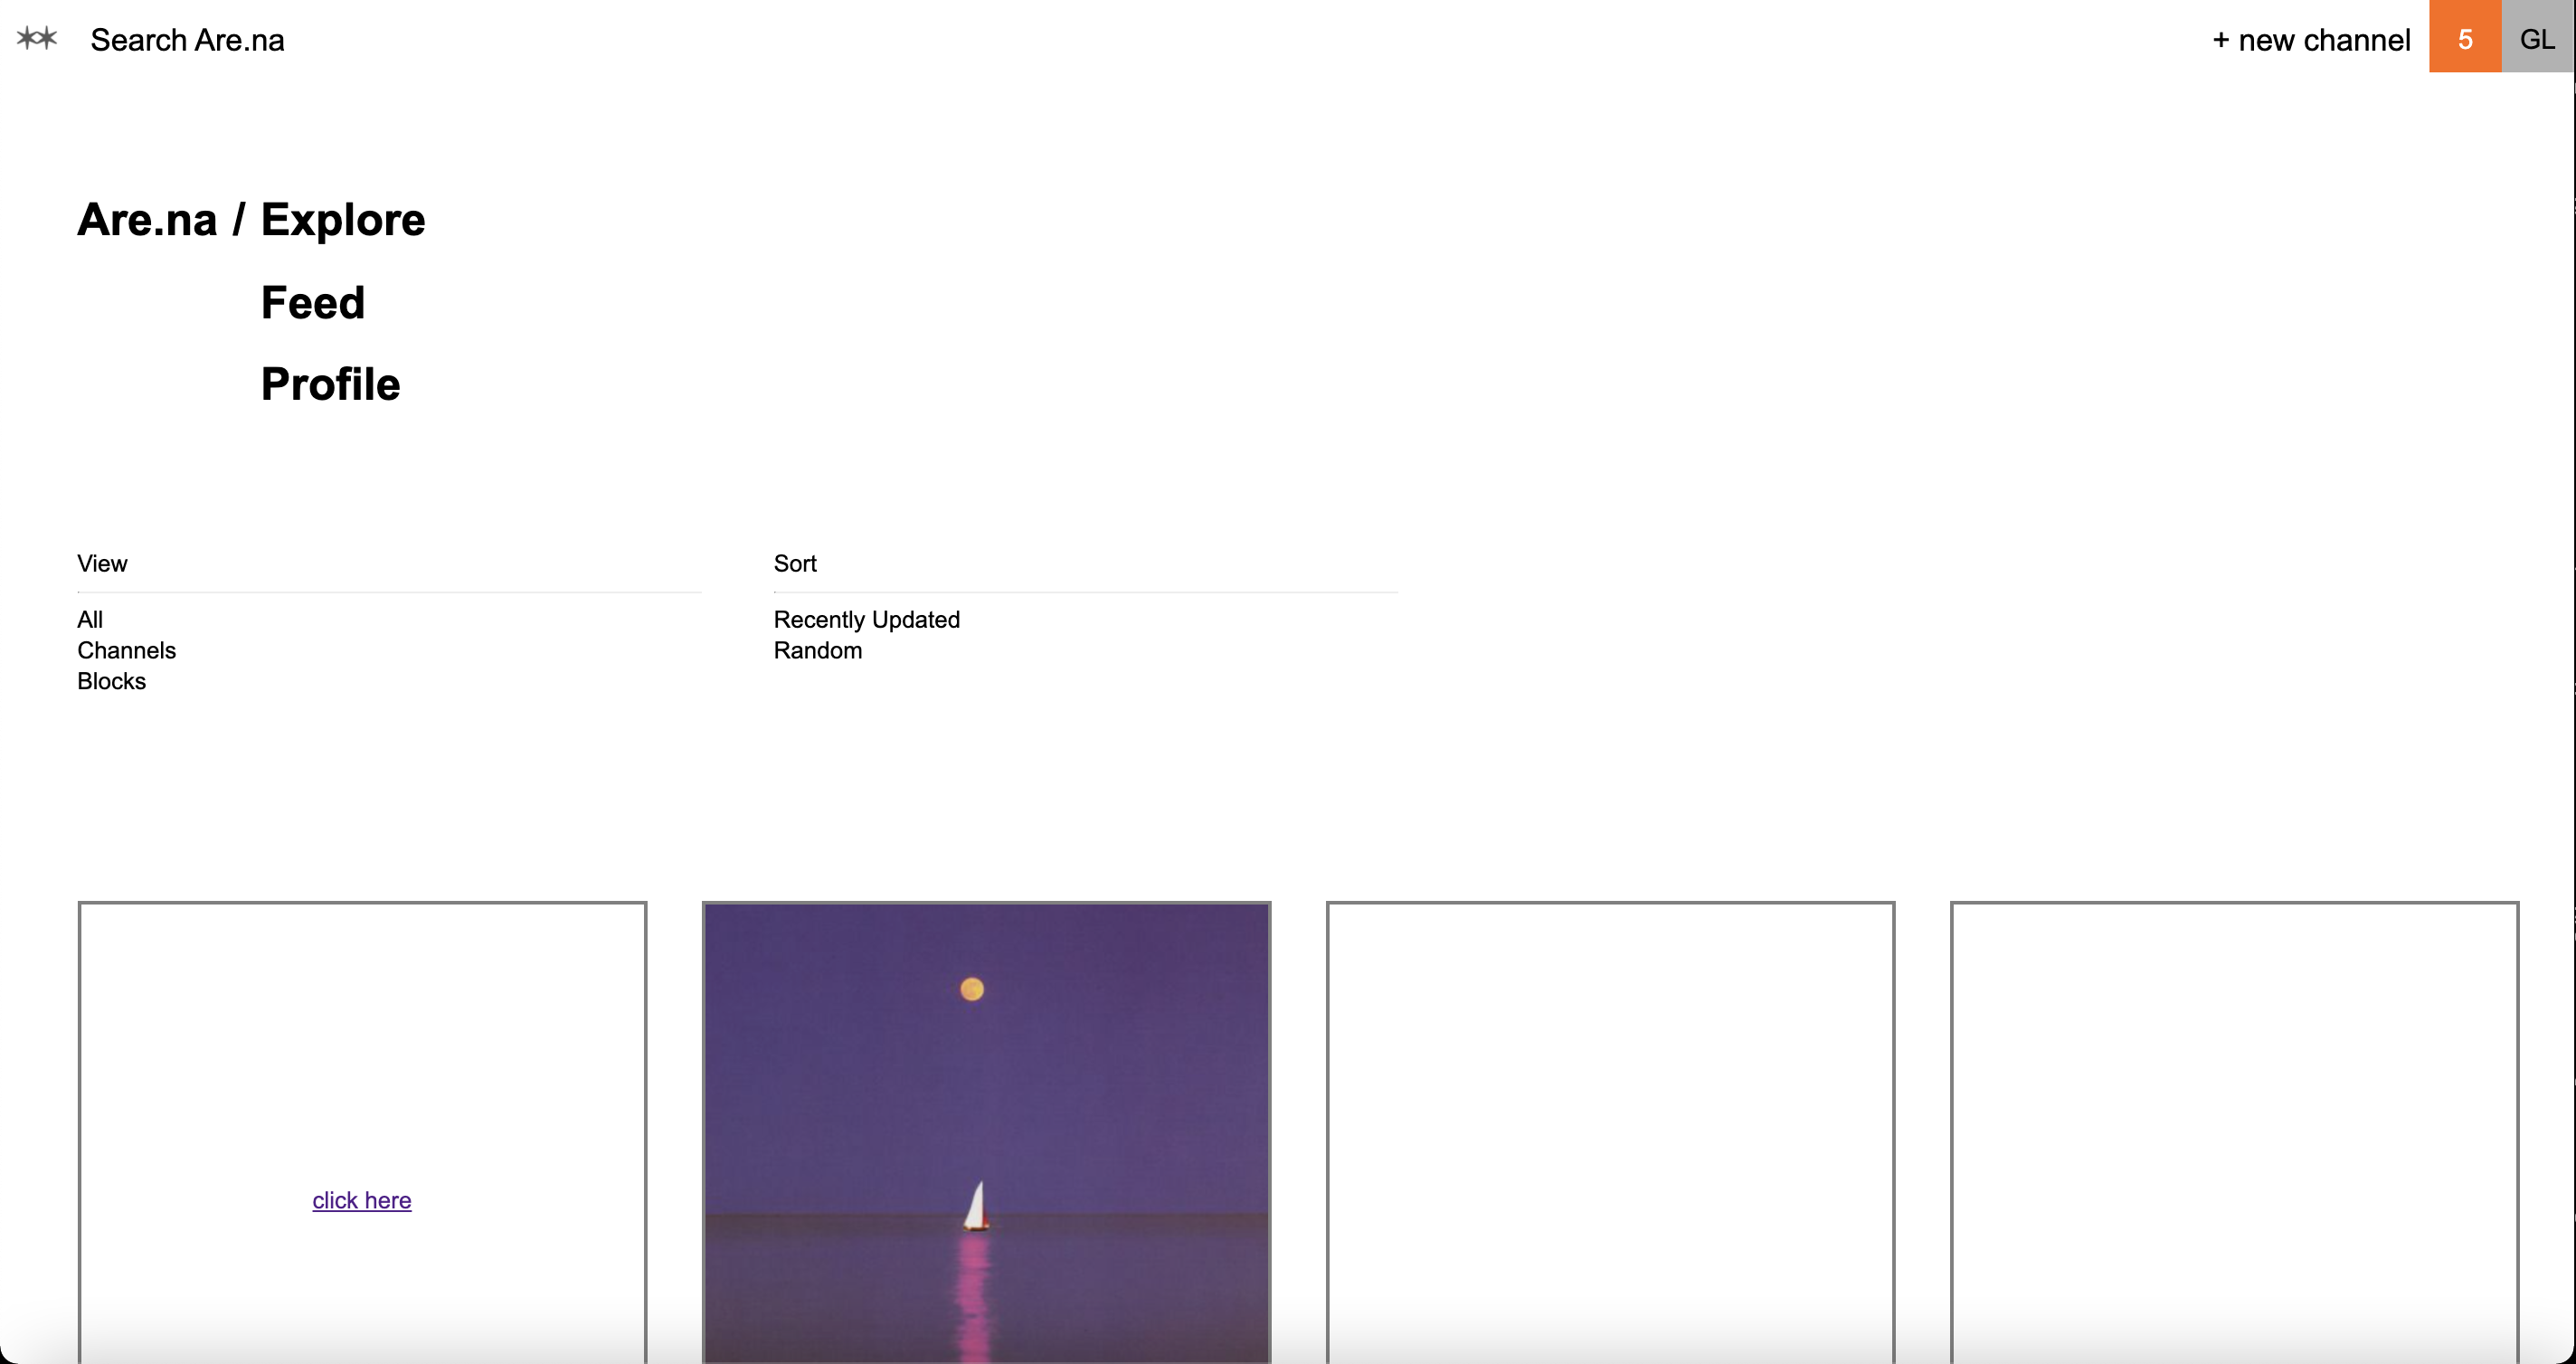 Search Are.na
+ new channel
5
GL
Are.na / Explore
Feed
Profile
View
All
Channels
Blocks
Sort
Recently Updated
Random
click here